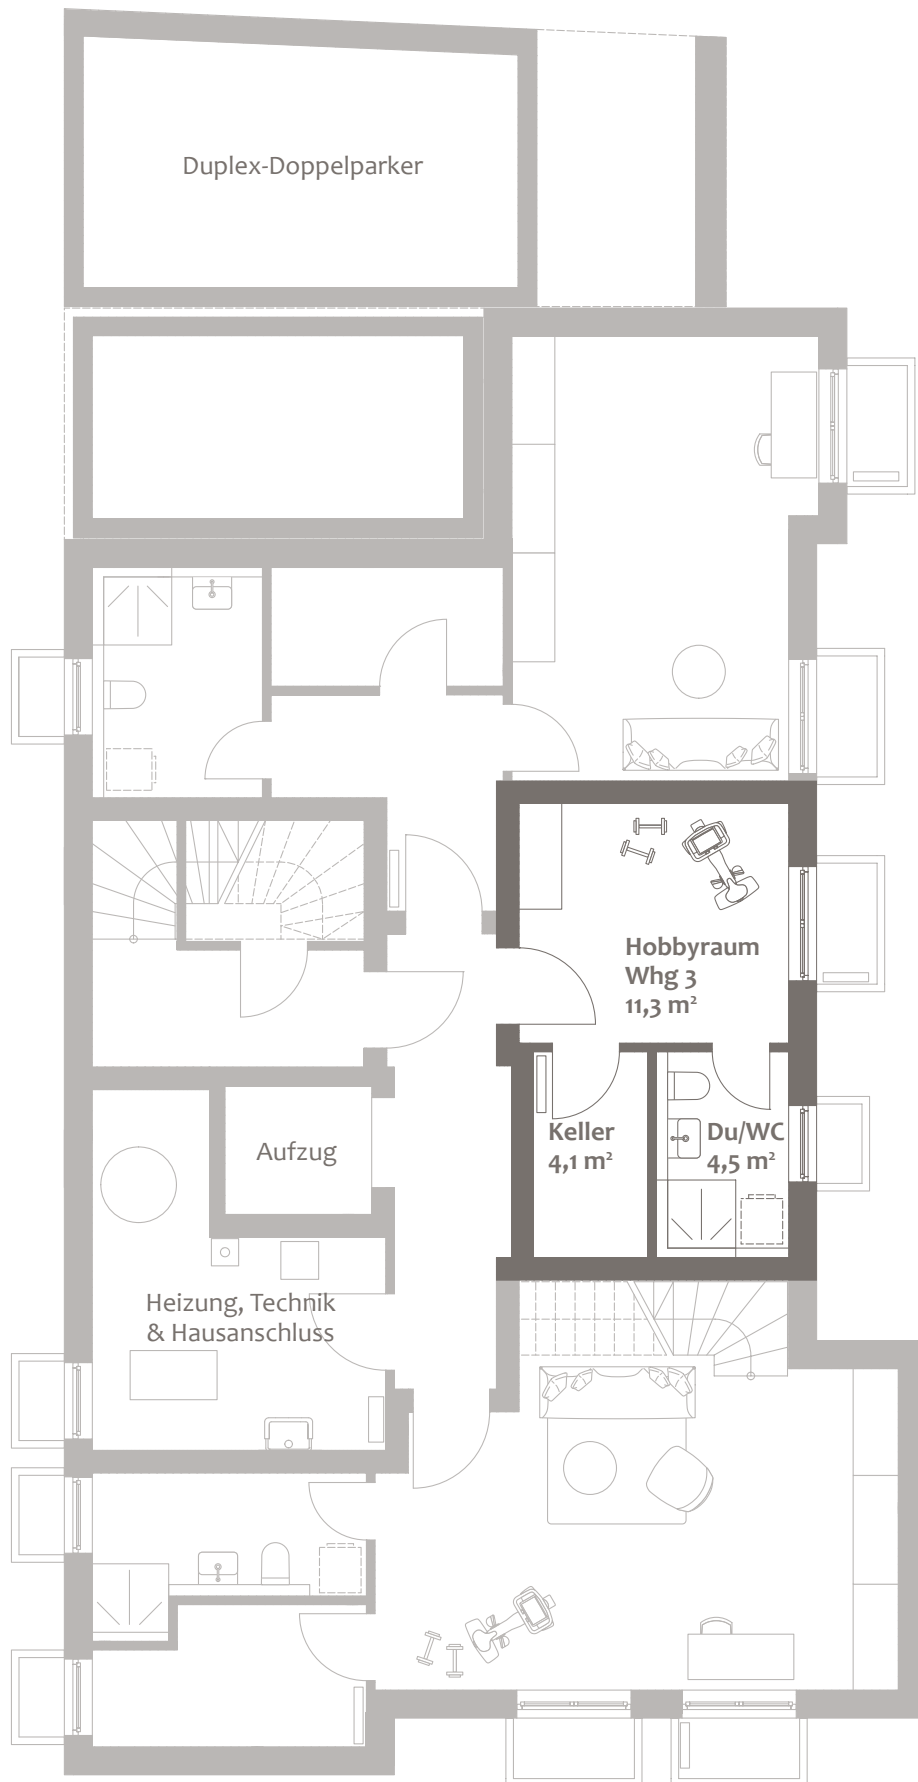 Duplex-Doppelparker
Hobbyraum
Whg 3
11,3 m²
Keller
4,1 m²
Du/WC
4,5 m²
Aufzug
Heizung, Technik
& Hausanschluss